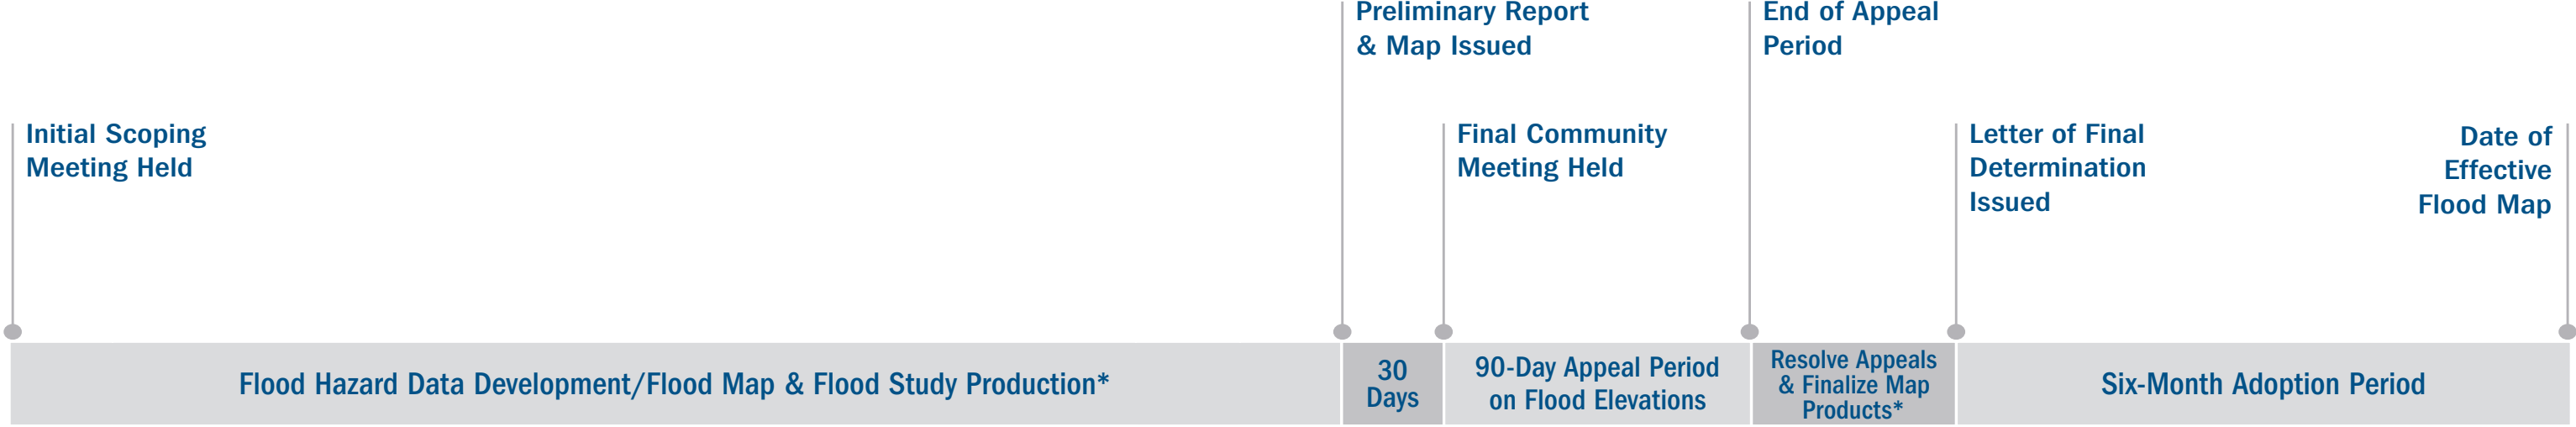 Preliminary Report
& Map Issued
End of Appeal
Period
Initial Scoping
Meeting Held
Final Community
Meeting Held
Letter of Final
Determination
Issued
Date of
Effective
Flood Map
Flood Hazard Data Development/Flood Map & Flood Study Production*
30
Days
90-Day Appeal Period
on Flood Elevations
Resolve Appeals
& Finalize Map
Products*
Six-Month Adoption Period